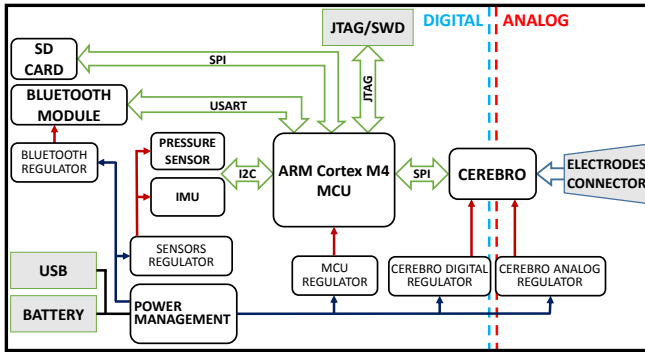 JTAG/SWD
DIGITAL
ANALOG
SD
CARD
SPI
JTAG
BLUETOOTH
MODULE
USART
BLUETOOTH
REGULATOR
PRESSURE
SENSOR
I2C
ARM Cortex M4
MCU
SPI
CEREBRO
ELECTRODES
CONNECTOR
IMU
SENSORS
REGULATOR
USB
MCU
REGULATOR
CEREBRO DIGITAL
REGULATOR
CEREBRO ANALOG
REGULATOR
BATTERY
POWER
MANAGEMENT